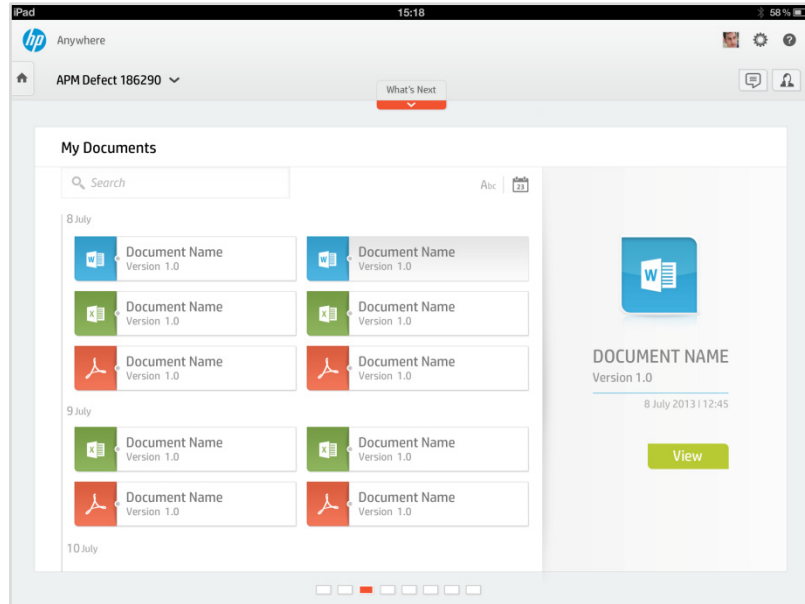 iPad
15:18
58 %
hp
Anywhere
APM Defect 186290
What's Next
My Documents
Search
Abc
23
8 July
Document Name
Version 1.0
Document Name
Version 1.0
Document Name
Version 1.0
Document Name
Version 1.0
Document Name
Version 1.0
Document Name
Version 1.0
9 July
Document Name
Version 1.0
Document Name
Version 1.0
Document Name
Version 1.0
Document Name
Version 1.0
10 July
DOCUMENT NAME
Version 1.0
8 July 2013 | 12:45
View